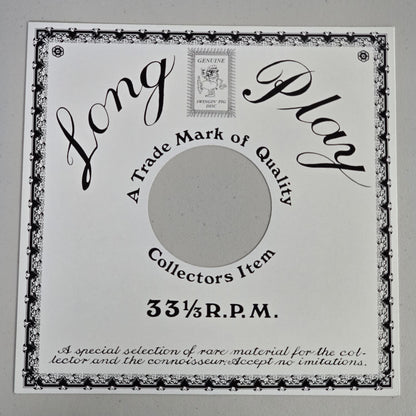 Long Play
GENUINE
SWINGIN' PIG
DISC
A Trade Mark of Quality
Collectors Item
33⅓ R.P.M.
A special selection of rare material for the col-
lector and the connoisseur. Accept no imitations.